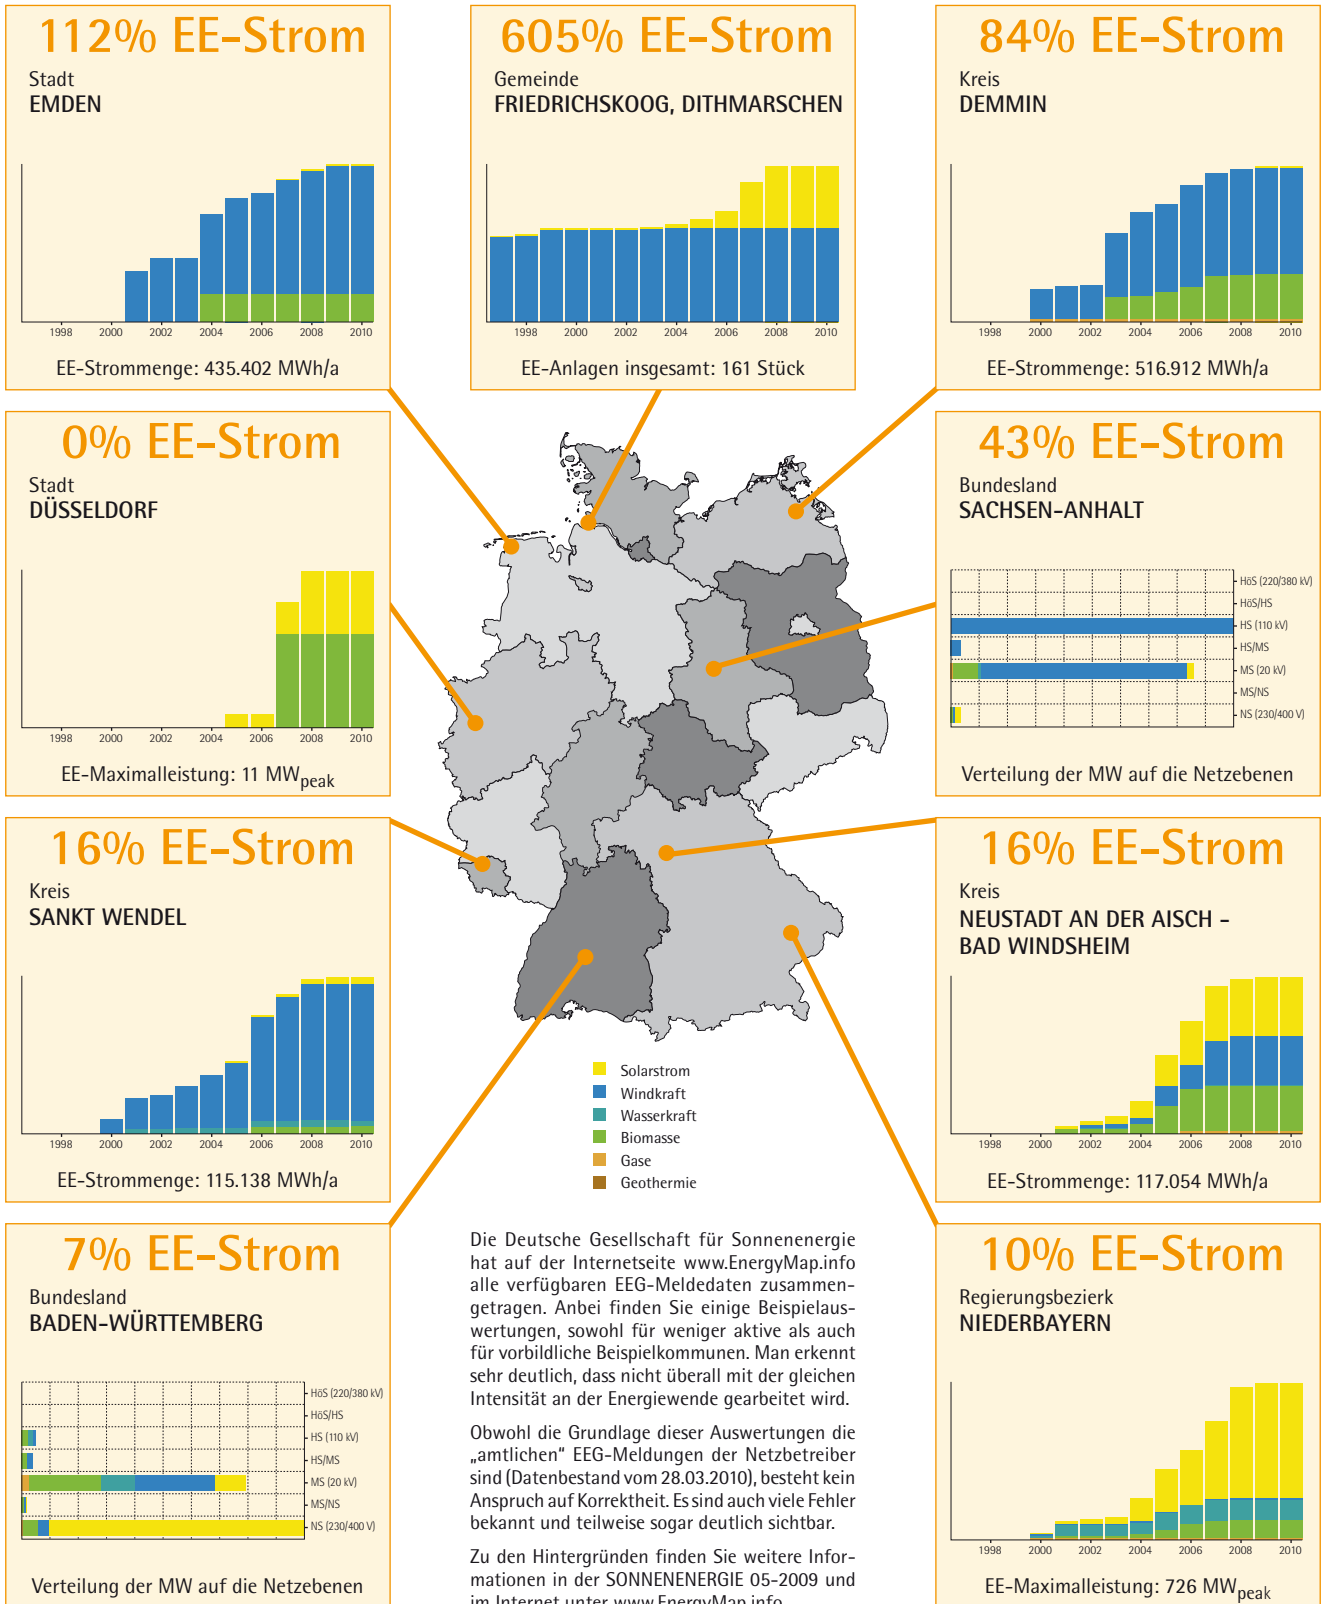 112% EE-Strom
Stadt
EMDEN
1998 2000 2002 2004 2006 2008 2010
EE-Strommenge: 435.402 MWh/a
605% EE-Strom
Gemeinde
FRIEDRICHSKOOG, DITHMARSCHEN
1998 2000 2002 2004 2006 2008 2010
EE-Anlagen insgesamt: 161 Stück
84% EE-Strom
Kreis
DEMMIN
1998 2000 2002 2004 2006 2008 2010
EE-Strommenge: 516.912 MWh/a
0% EE-Strom
Stadt
DÜSSELDORF
1998 2000 2002 2004 2006 2008 2010
EE-Maximalleistung: 11 MWpeak
43% EE-Strom
Bundesland
SACHSEN-ANHALT
HöS (220/380 kV)
HöS/HS
HS (110 kV)
HS/MS
MS (20 kV)
MS/NS
NS (230/400 V)
Verteilung der MW auf die Netzebenen
16% EE-Strom
Kreis
SANKT WENDEL
1998 2000 2002 2004 2006 2008 2010
EE-Strommenge: 115.138 MWh/a
16% EE-Strom
Kreis
NEUSTADT AN DER AISCH -
BAD WINDSHEIM
1998 2000 2002 2004 2006 2008 2010
EE-Strommenge: 117.054 MWh/a
Solarstrom
Windkraft
Wasserkraft
Biomasse
Gase
Geothermie
7% EE-Strom
Bundesland
BADEN-WÜRTTEMBERG
HöS (220/380 kV)
HöS/HS
HS (110 kV)
HS/MS
MS (20 kV)
MS/NS
NS (230/400 V)
Verteilung der MW auf die Netzebenen
Die Deutsche Gesellschaft für Sonnenenergie
hat auf der Internetseite www.EnergyMap.info
alle verfügbaren EEG-Meldedaten zusammen-
getragen. Anbei finden Sie einige Beispielaus-
wertungen, sowohl für weniger aktive als auch
für vorbildliche Beispielkommunen. Man erkennt
sehr deutlich, dass nicht überall mit der gleichen
Intensität an der Energiewende gearbeitet wird.
Obwohl die Grundlage dieser Auswertungen die
„amtlichen“ EEG-Meldungen der Netzbetreiber
sind (Datenbestand vom 28.03.2010), besteht kein
Anspruch auf Korrektheit. Es sind auch viele Fehler
bekannt und teilweise sogar deutlich sichtbar.
Zu den Hintergründen finden Sie weitere Infor-
mationen in der SONNENENERGIE 05-2009 und
im Internet unter www.EnergyMap.info
10% EE-Strom
Regierungsbezierk
NIEDERBAYERN
1998 2000 2002 2004 2006 2008 2010
EE-Maximalleistung: 726 MWpeak